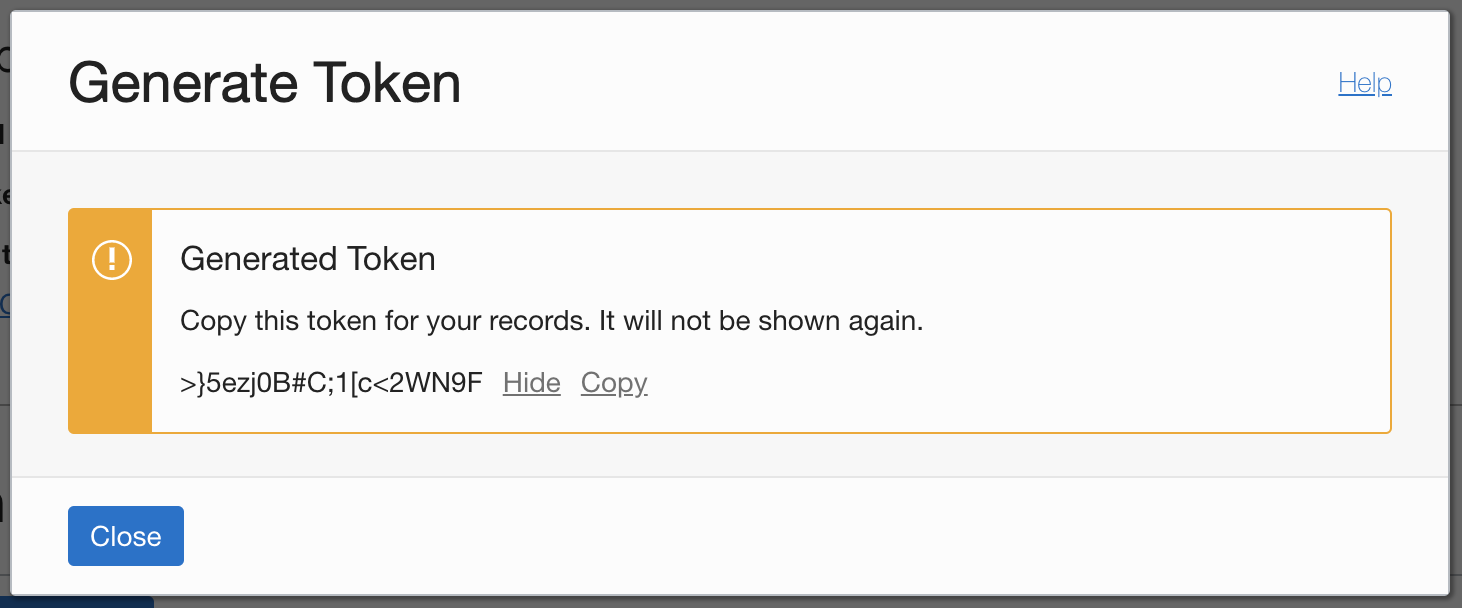 Generate Token
Help
Generated Token
Copy this token for your records. It will not be shown again.
>}5ezj0B#C;1[c<2WN9F Hide Copy
Close